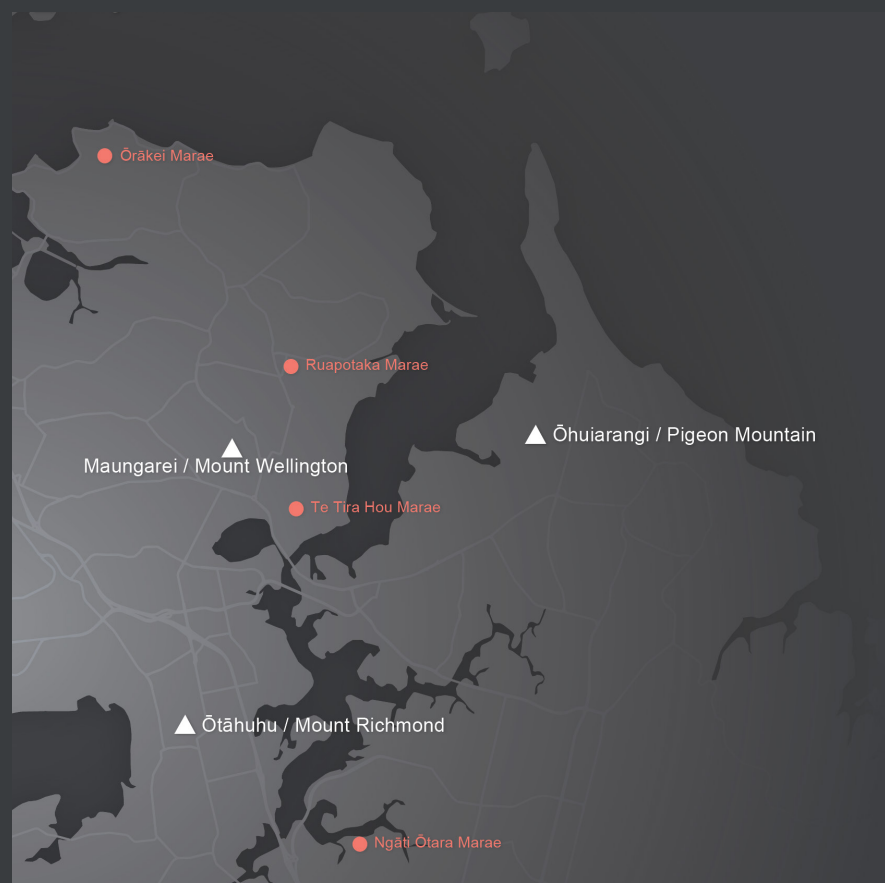 Ōrākei Marae
Ruapotaka Marae
Ōhuiarangi / Pigeon Mountain
Maungarei / Mount Wellington
Te Tira Hou Marae
Ōtāhuhu / Mount Richmond
Ngāti Ōtara Marae